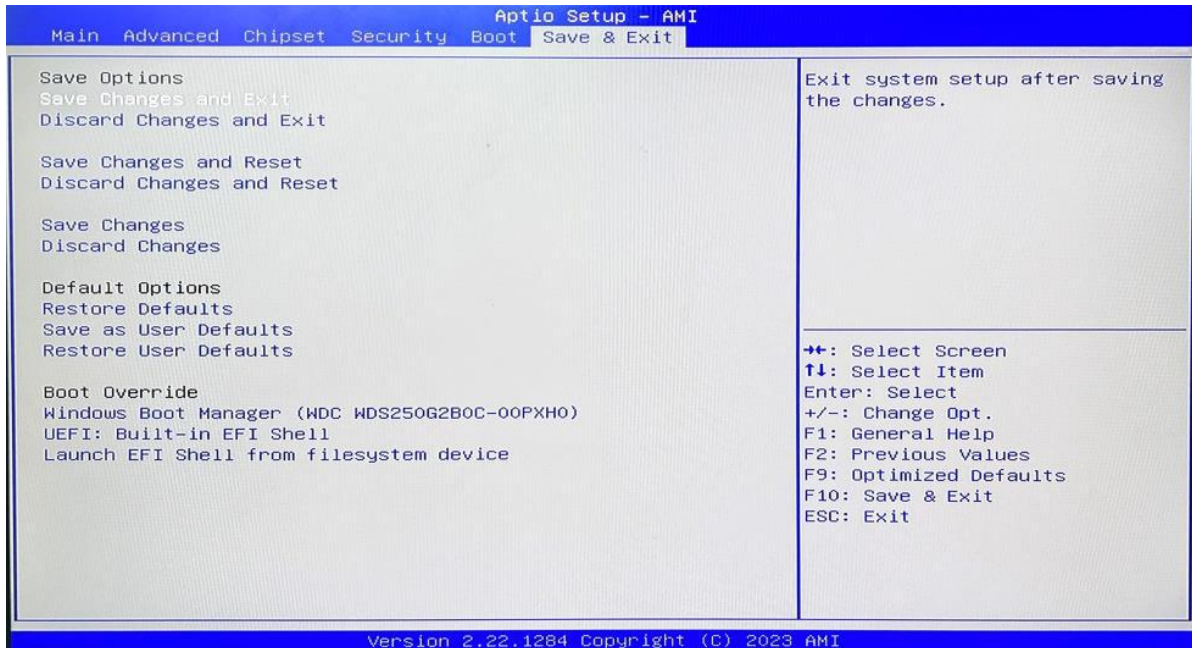 Aptio Setup – AMI
Main Advanced Chipset Security Boot Save & Exit
Save Options
Save Changes and Exit
Discard Changes and Exit
Save Changes and Reset
Discard Changes and Reset
Save Changes
Discard Changes
Default Options
Restore Defaults
Save as User Defaults
Restore User Defaults
Boot Override
Windows Boot Manager (WDC WDS250G2B0C-00PXH0)
UEFI: Built-in EFI Shell
Launch EFI Shell from filesystem device
Exit system setup after saving
the changes.
→←: Select Screen
↑↓: Select Item
Enter: Select
+/-: Change Opt.
F1: General Help
F2: Previous Values
F9: Optimized Defaults
F10: Save & Exit
ESC: Exit
Version 2.22.1284 Copyright (C) 2023 AMI